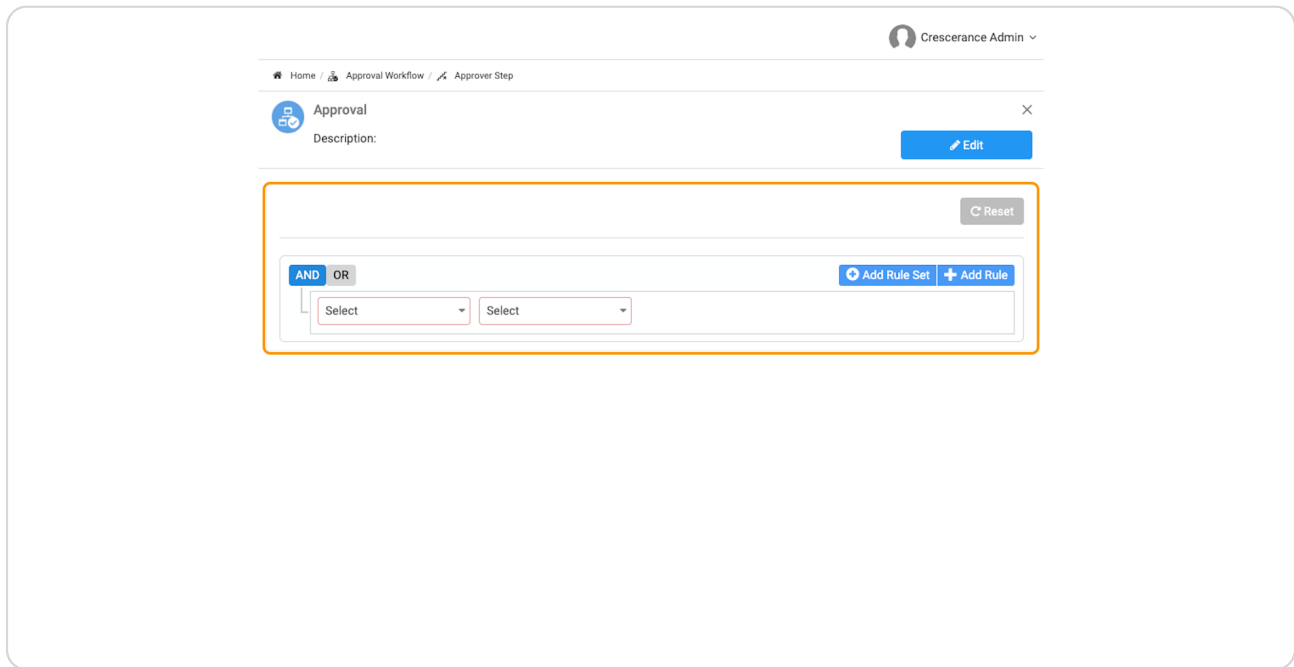 Crescerance Admin
Home / Approval Workflow / Approver Step
Approval
Description:
Edit
Reset
AND OR Add Rule Set Add Rule
Select Select